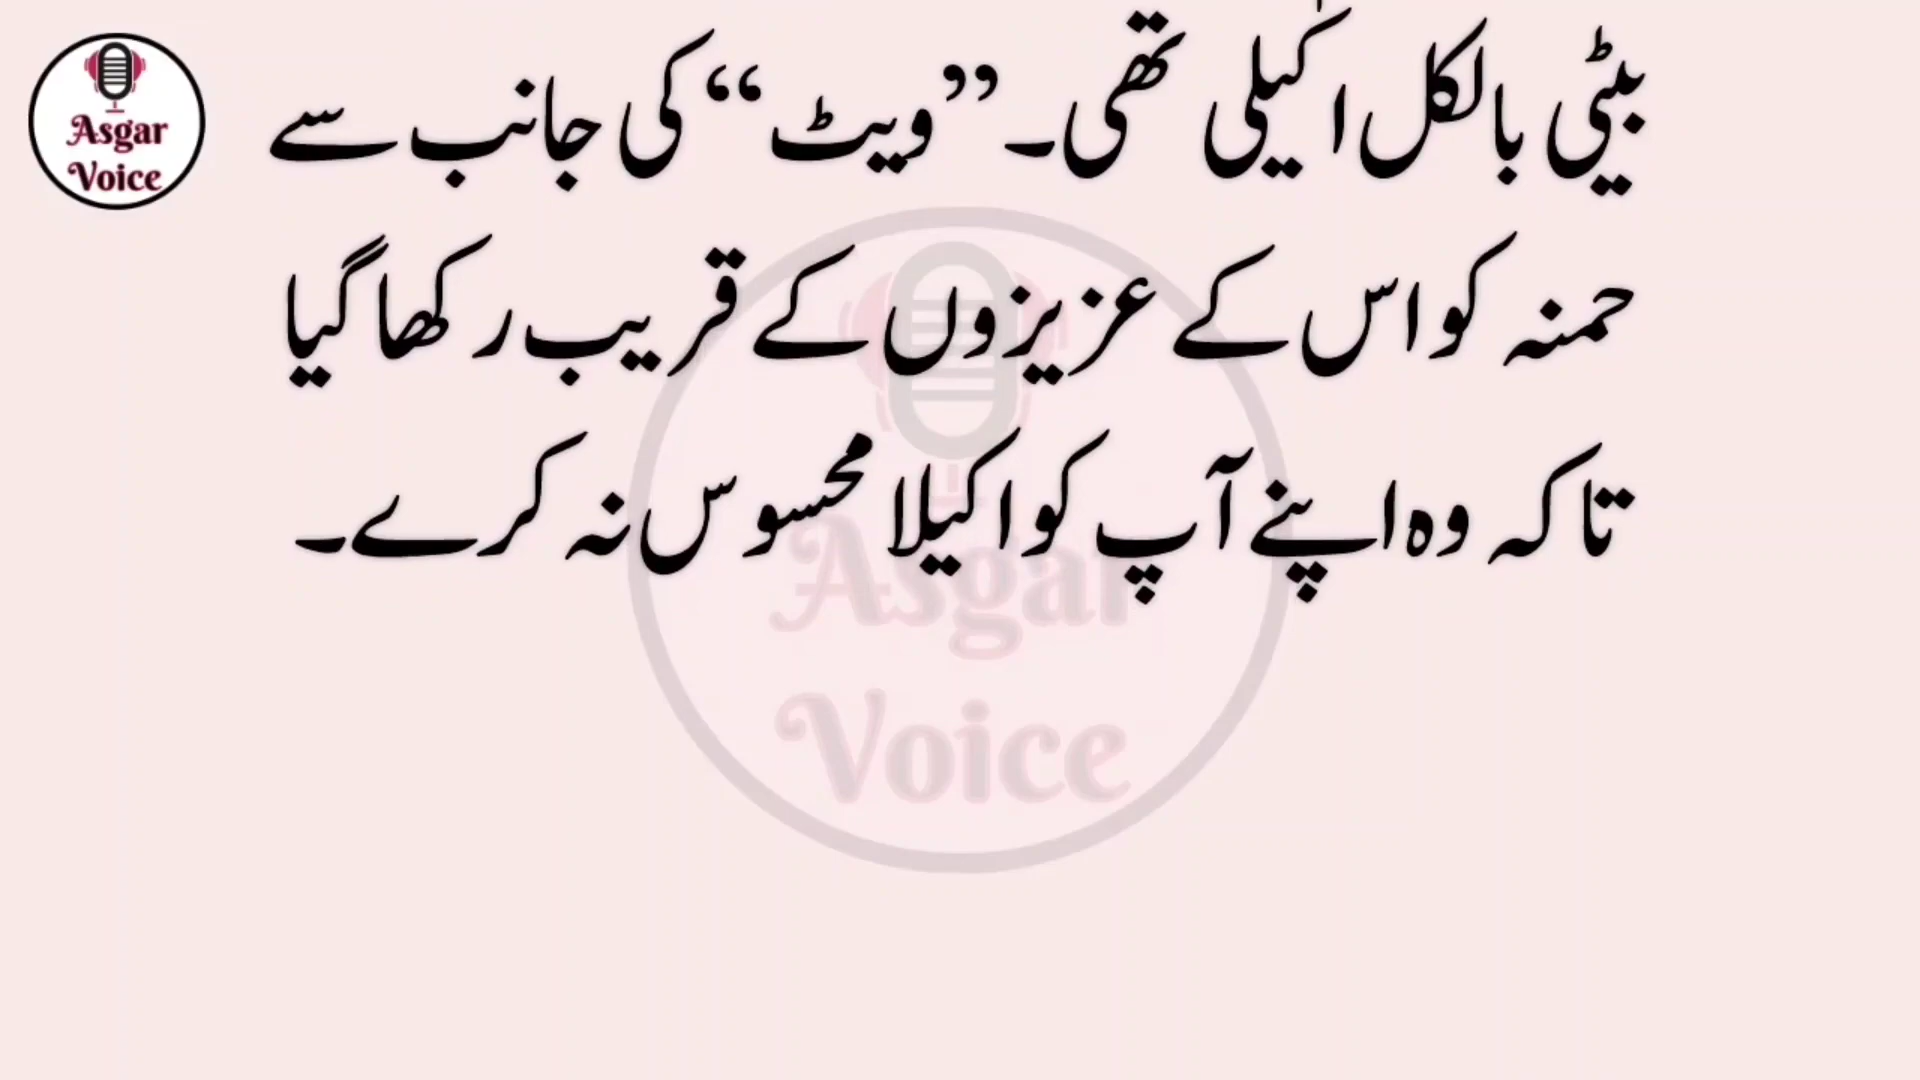 Asgar
Voice
بیٹی بالکل اکیلی تھی۔ ”ویٹ“ کی جانب سے
حمنہ کو اس کے عزیزوں کے قریب رکھا گیا
تاکہ وہ اپنے آپ کو اکیلا محسوس نہ کرے۔
Asgar
Voice